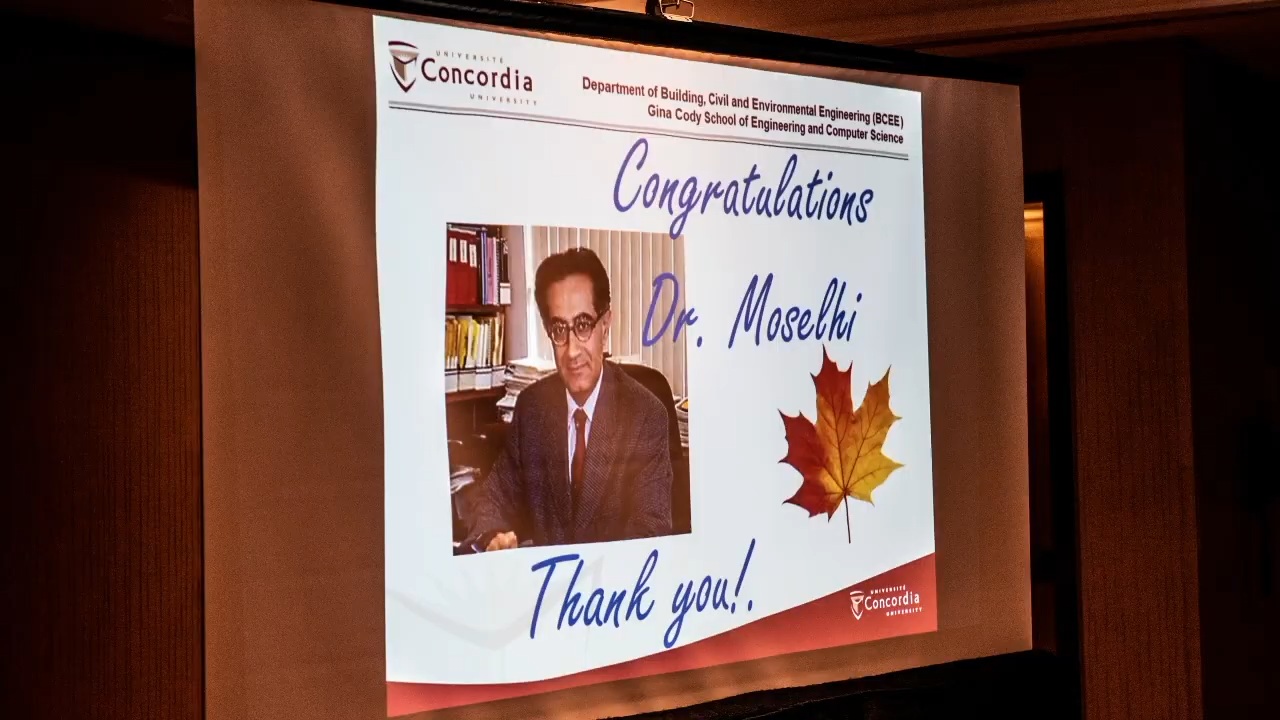 UNIVERSITÉ
Concordia
UNIVERSITY
Department of Building, Civil and Environmental Engineering (BCEE)
Gina Cody School of Engineering and Computer Science
Congratulations
Dr. Moselhi
Thank you!.
UNIVERSITÉ
Concordia
UNIVERSITY